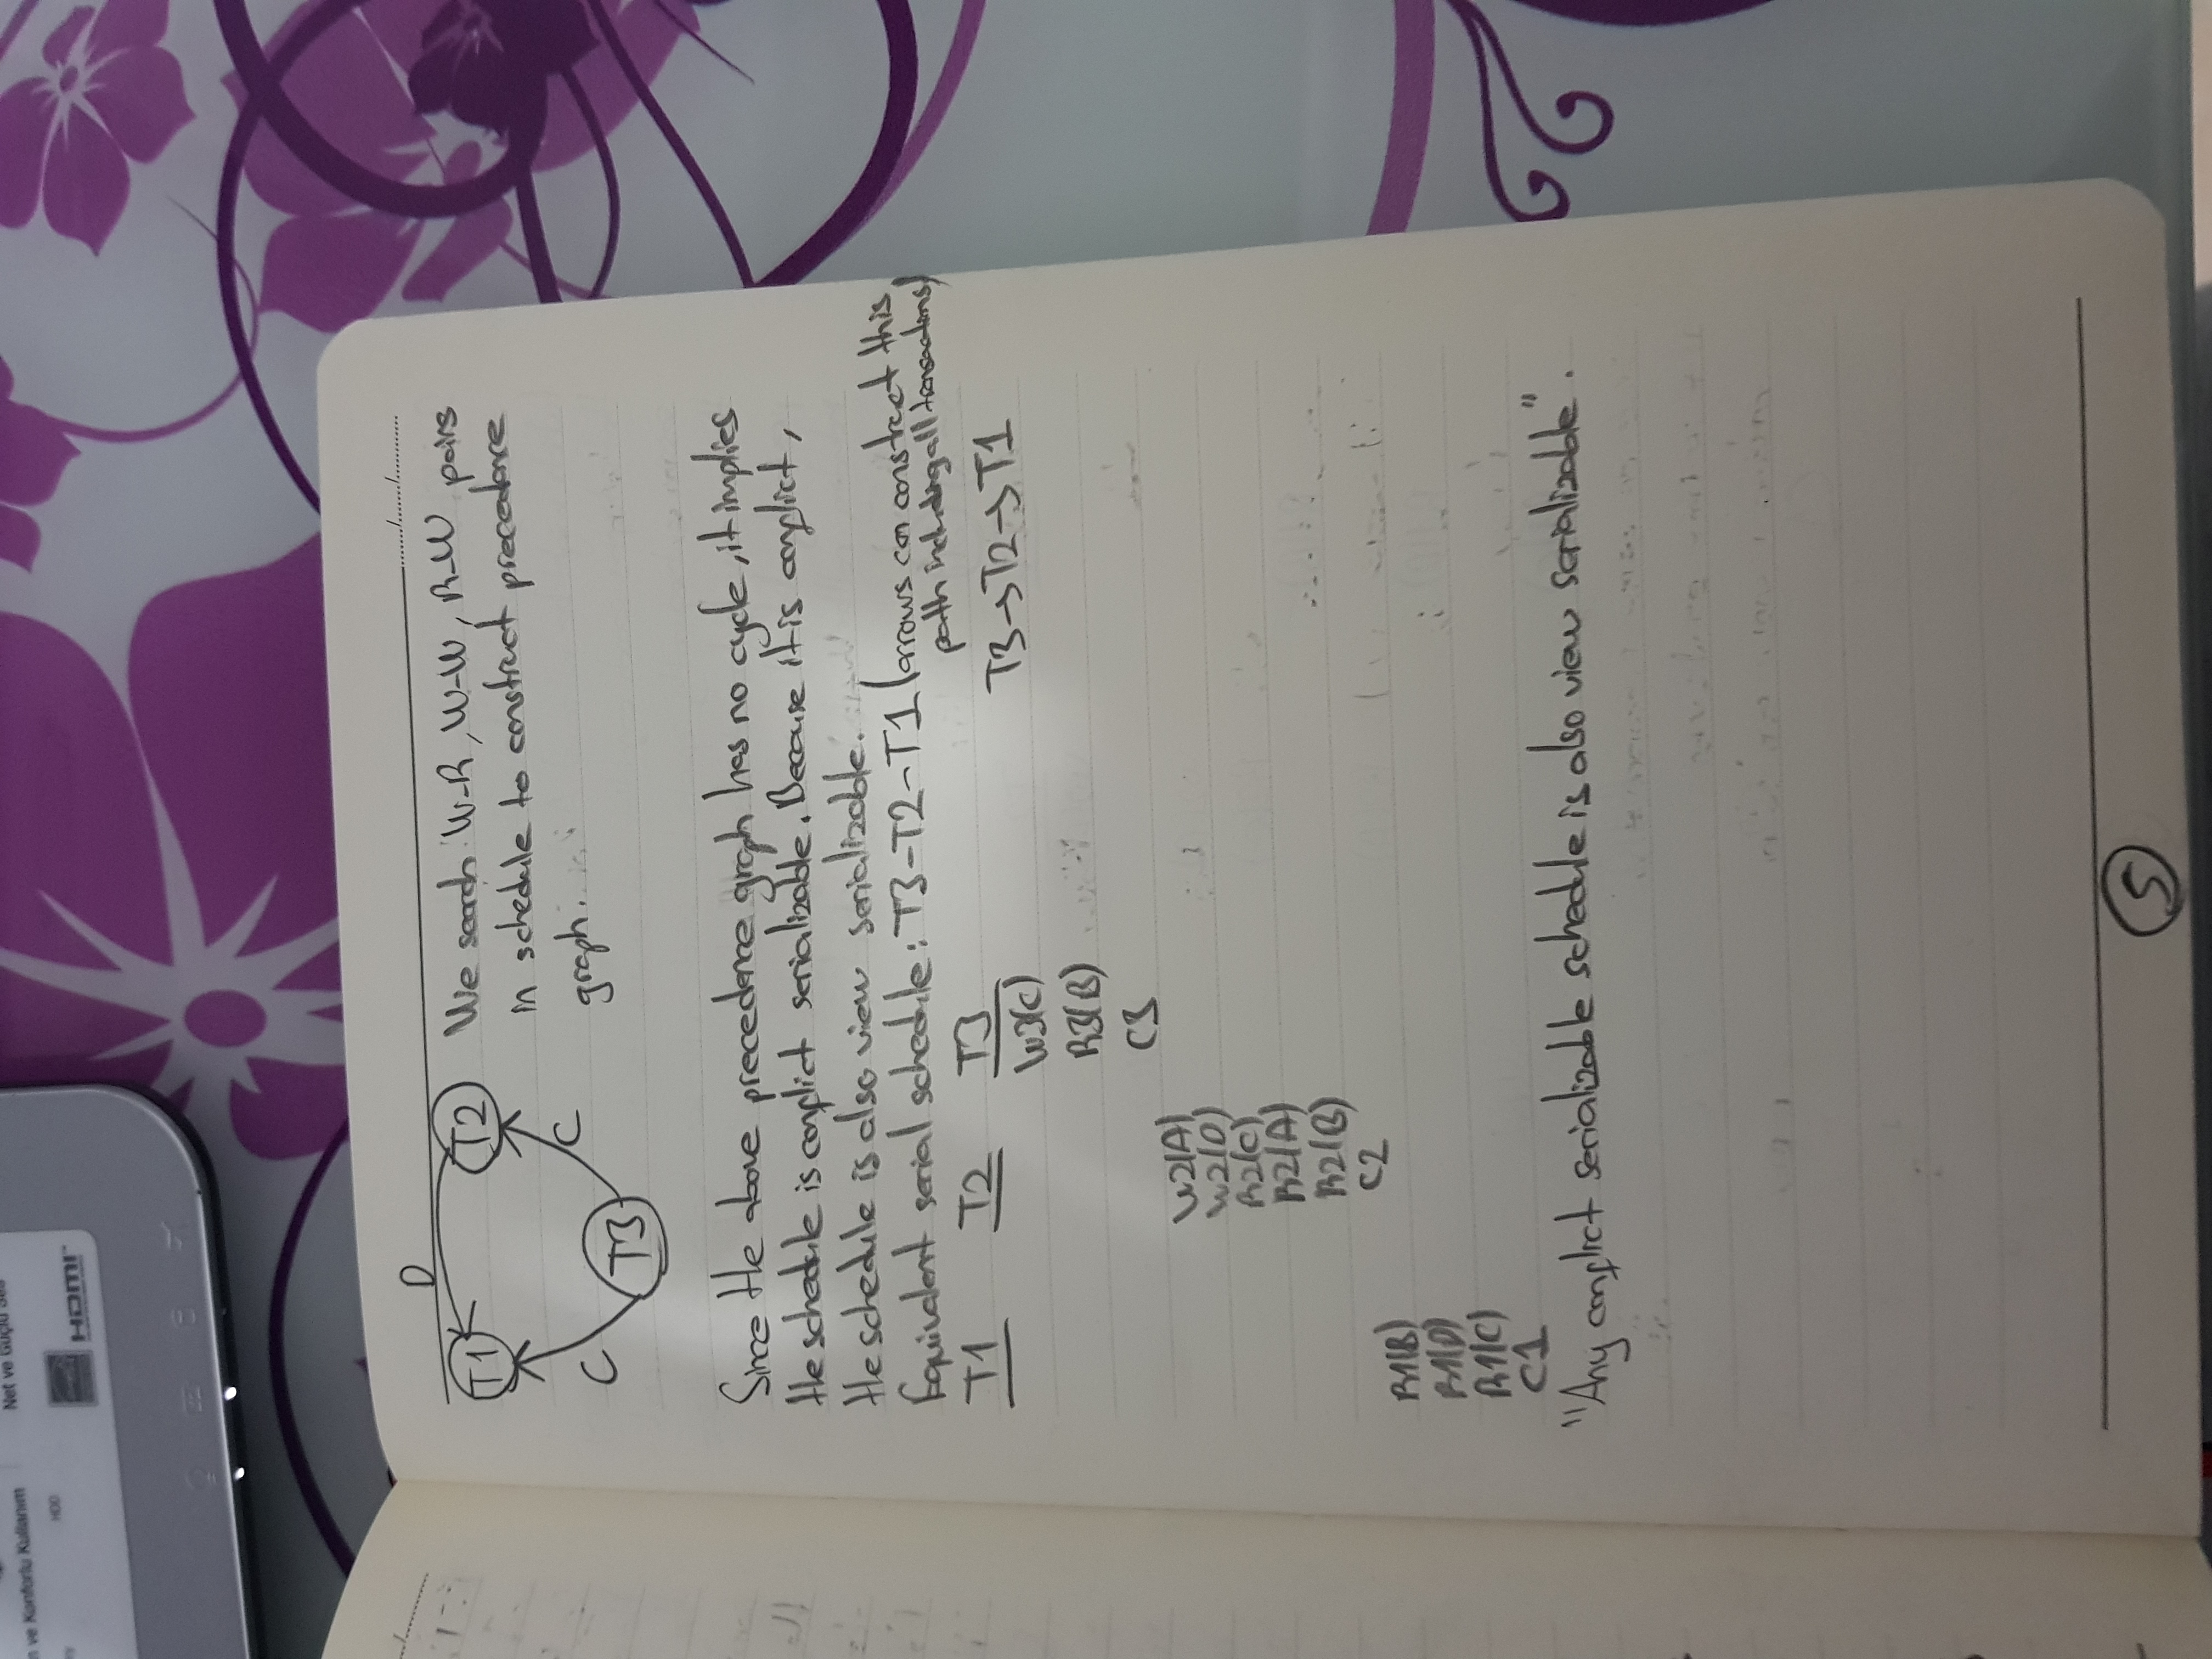 ve Konforlu Kullanım
Net ve Güçlü Ses
HDD
HDMI
D
T1
T2
C
C
T3
We search W-R, W-W, R-W pairs
in schedule to construct precedence
graph.
Since the above precedence graph has no cycle, it implies
the schedule is conflict serializable. Because it is conflict,
the schedule is also view serializable.
Equivalent serial schedule: T3-T2-T1 (arrows can construct this
path including all transactions)
T1 T2 T3
T3→T2→T1
W3(C)
R3(B)
C3
W2(A)
W2(D)
R2(C)
R2(A)
R2(B)
C2
R1(B)
R1(D)
R1(C)
C1
"Any conflict serializable schedule is also view serializable".
5